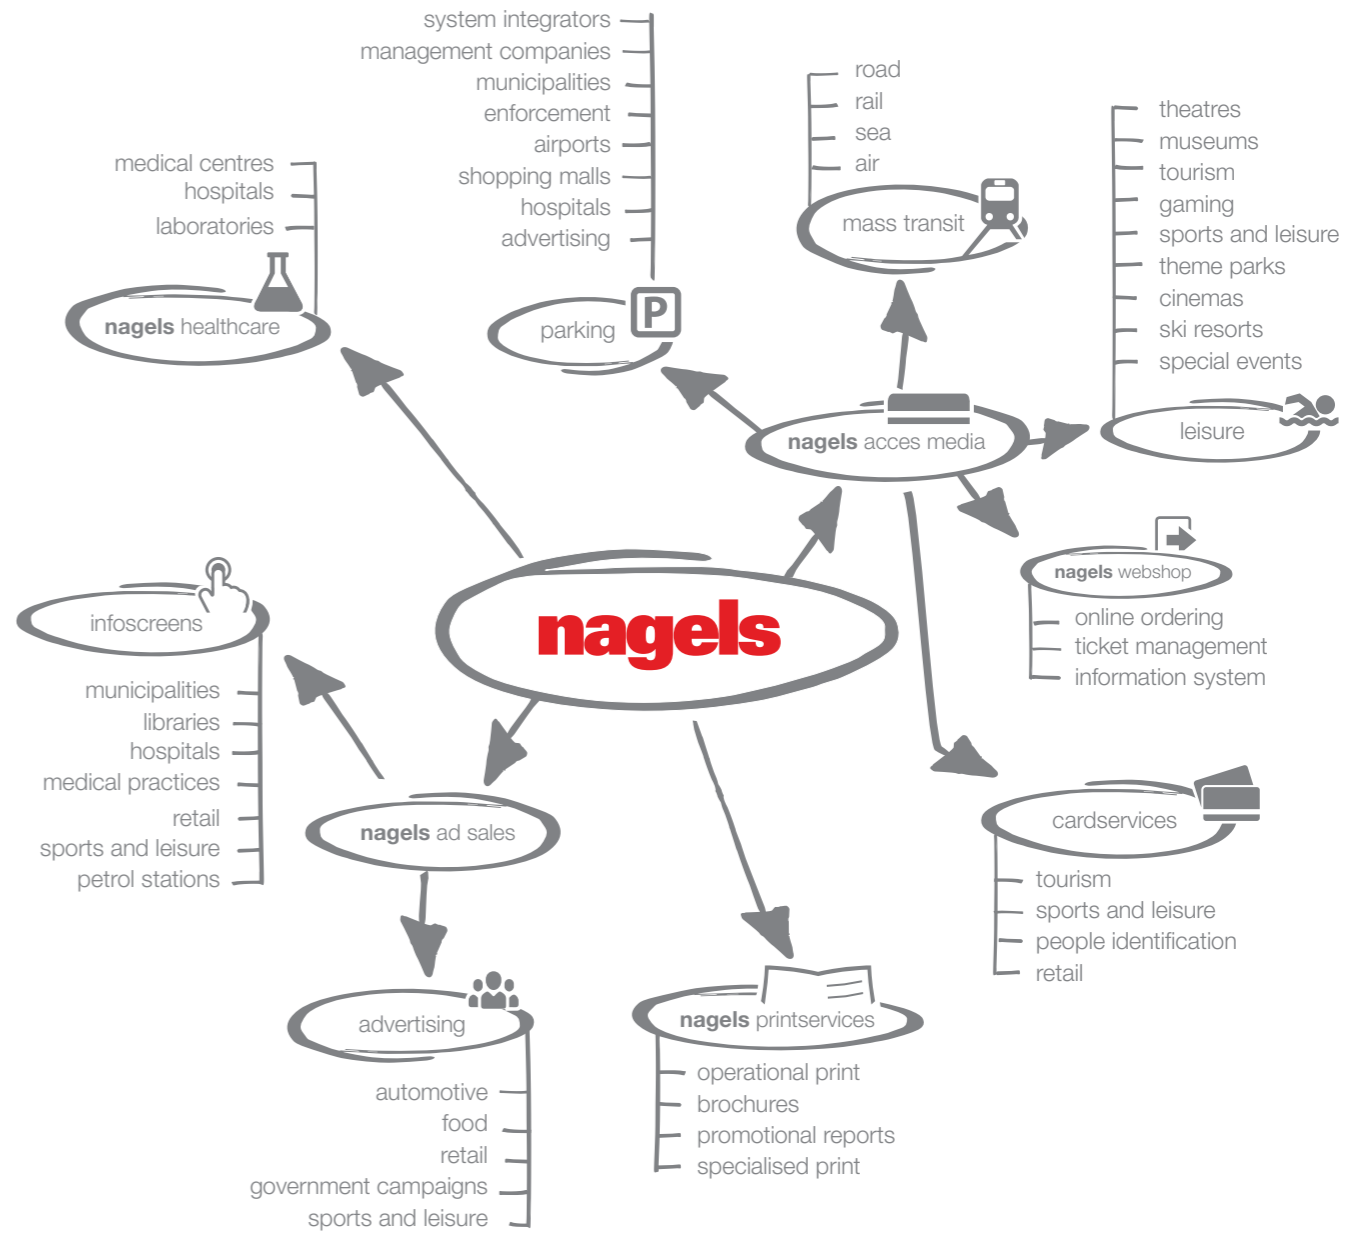 system integrators
management companies
municipalities
enforcement
airports
shopping malls
hospitals
advertising
parking
P
road
rail
sea
air
mass transit
theatres
museums
tourism
gaming
sports and leisure
theme parks
cinemas
ski resorts
special events
leisure
medical centres
hospitals
laboratories
nagels healthcare
nagels acces media
nagels webshop
online ordering
ticket management
information system
nagels
infoscreens
municipalities
libraries
hospitals
medical practices
retail
sports and leisure
petrol stations
nagels ad sales
cardservices
tourism
sports and leisure
people identification
retail
advertising
automotive
food
retail
government campaigns
sports and leisure
nagels printservices
operational print
brochures
promotional reports
specialised print